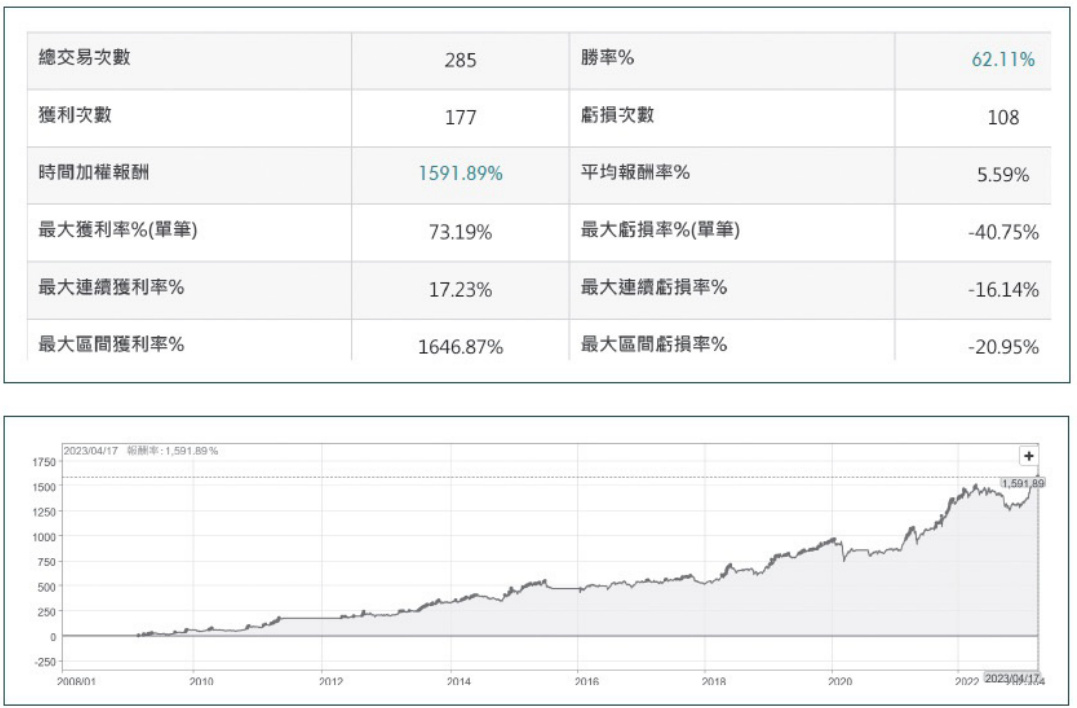 總交易次數 285 勝率% 62.11%
獲利次數 177 虧損次數 108
時間加權報酬 1591.89% 平均報酬率% 5.59%
最大獲利率%(單筆) 73.19% 最大虧損率%(單筆) -40.75%
最大連續獲利率% 17.23% 最大連續虧損率% -16.14%
最大區間獲利率% 1646.87% 最大區間虧損率% -20.95%
2023/04/17 報酬率:1,591.89%
+
1750
1,591.89
1500
1250
1000
750
500
250
0
-250
2008/01 2010 2012 2014 2016 2018 2020 2022 2023/04/17